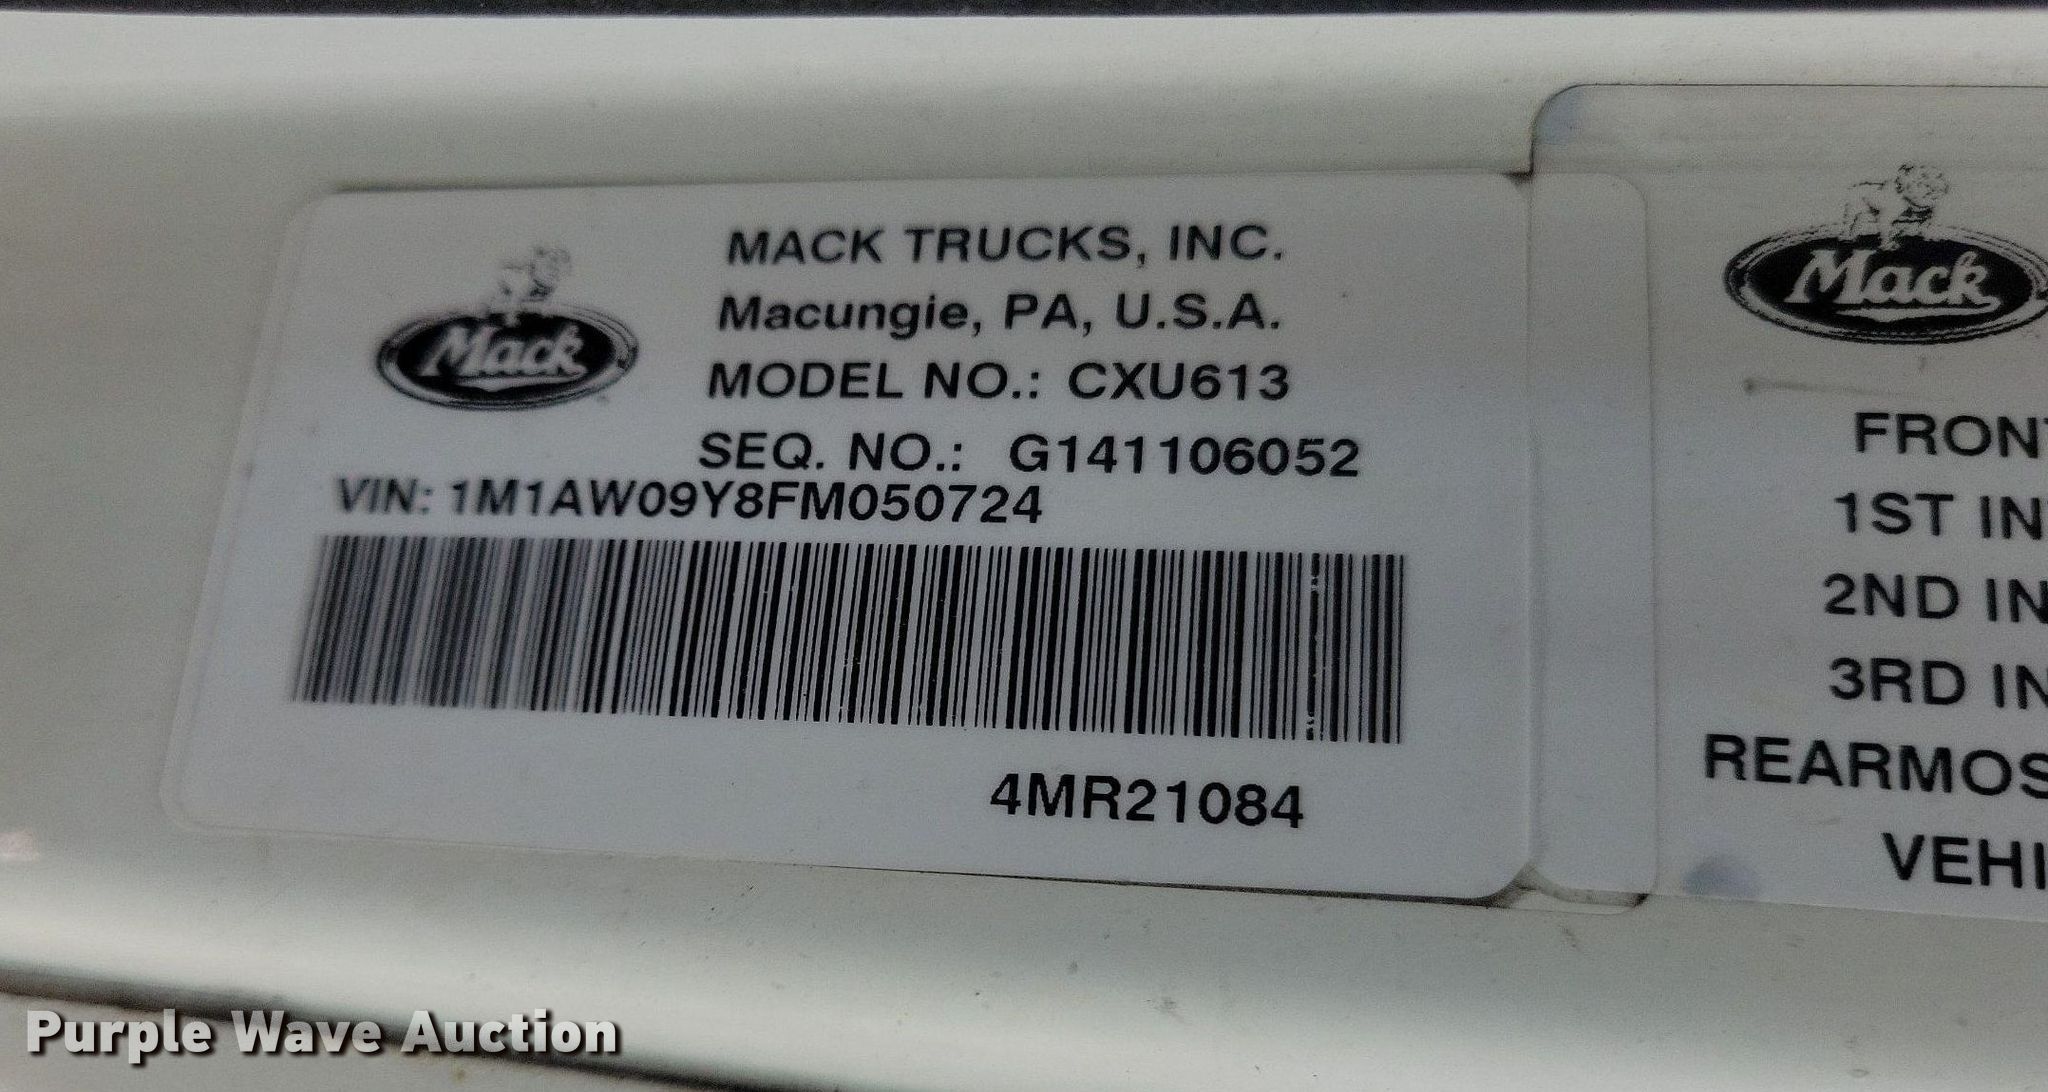 Mack
MACK TRUCKS, INC.
Macungie, PA, U.S.A.
MODEL NO.: CXU613
SEQ. NO.: G141106052
VIN: 1M1AW09Y8FM050724
4MR21084
Mack
FRON
1ST IN
2ND IN
3RD IN
REARMOS
VEHI
Purple Wave Auction